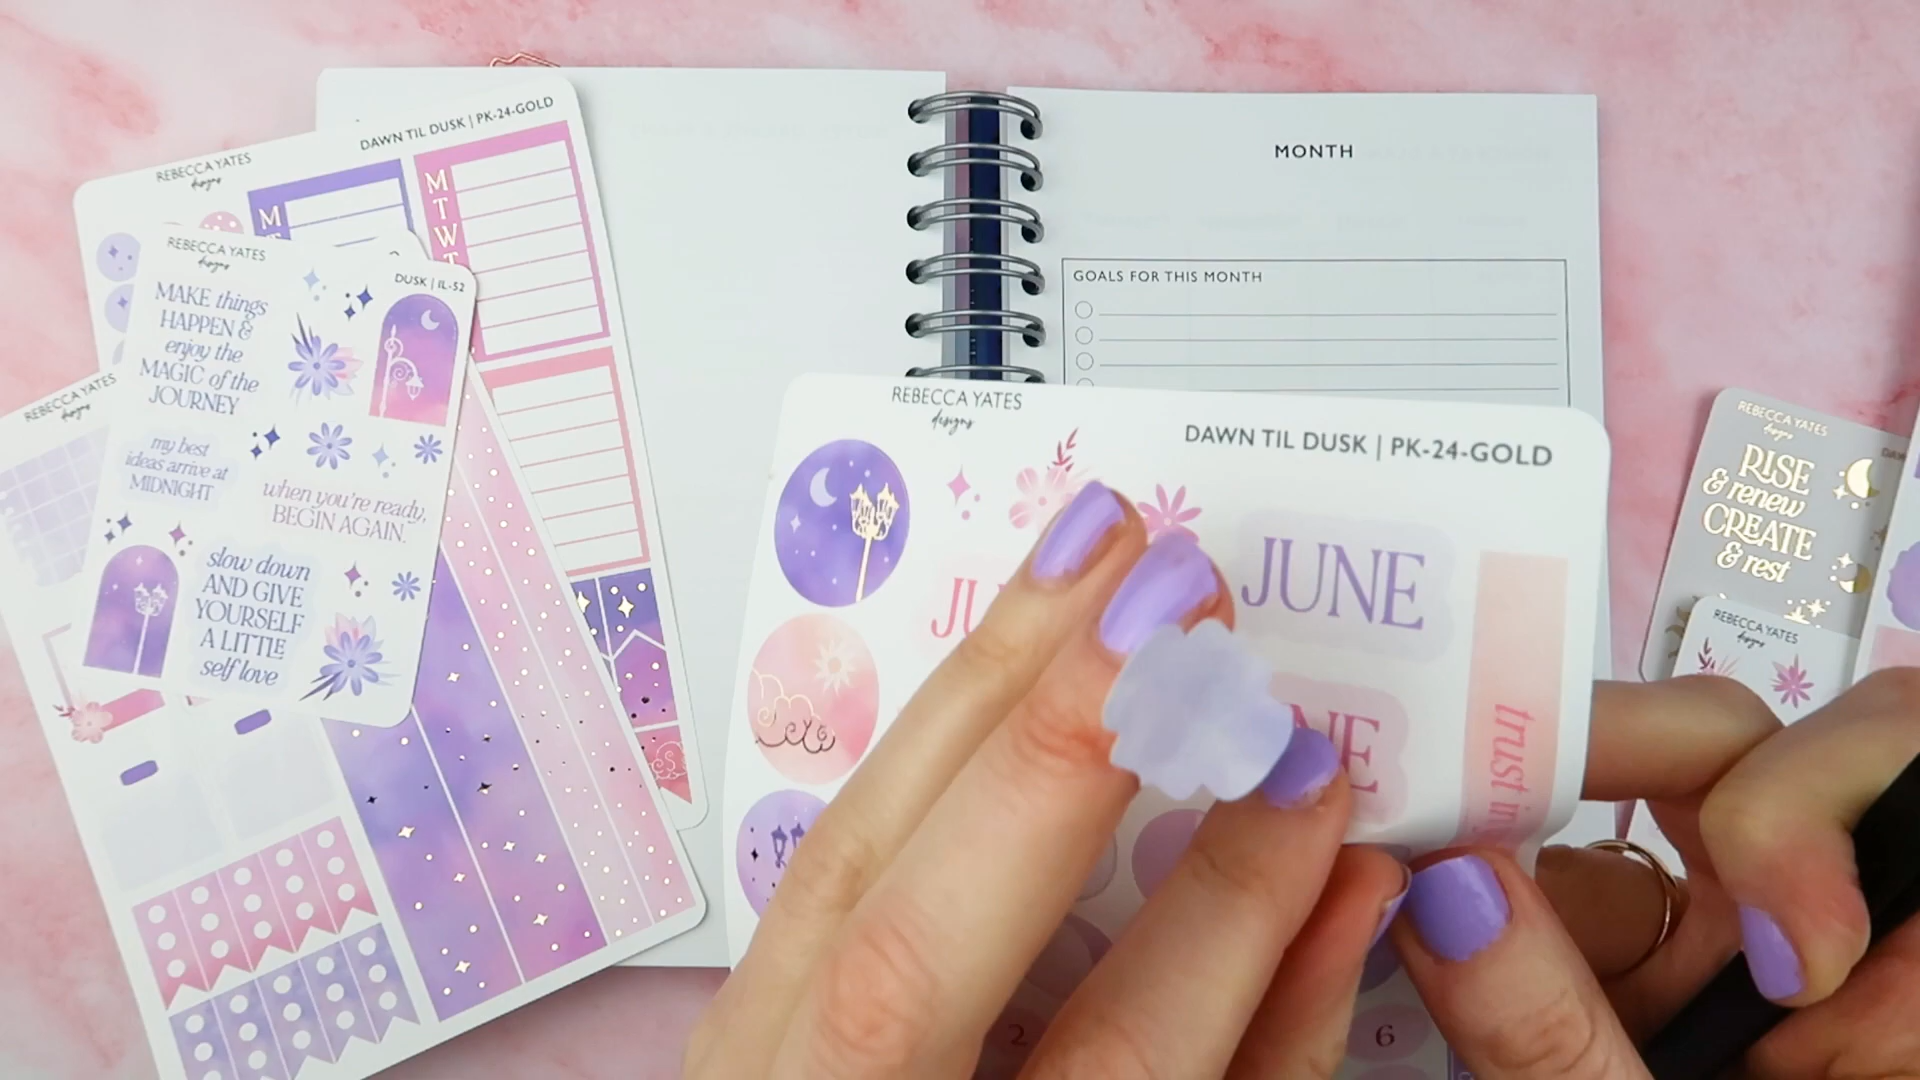 REBECCA YATES
designs
DAWN TIL DUSK | PK-24-GOLD
M
T
W
T
M
REBECCA YATES
designs
DUSK | IL-52
MAKE things
HAPPEN &
enjoy the
MAGIC of the
JOURNEY
my best
ideas arrive at
MIDNIGHT
when you're ready,
BEGIN AGAIN.
slow down
AND GIVE
YOURSELF
A LITTLE
self love
REBECCA YATES
MONTH
GOALS FOR THIS MONTH
REBECCA YATES
designs
DAWN TIL DUSK | PK-24-GOLD
JU
JUNE
NE
trust in
2
6
REBECCA YATES
designs
RISE
& renew
CREATE
& rest
REBECCA YATES
designs